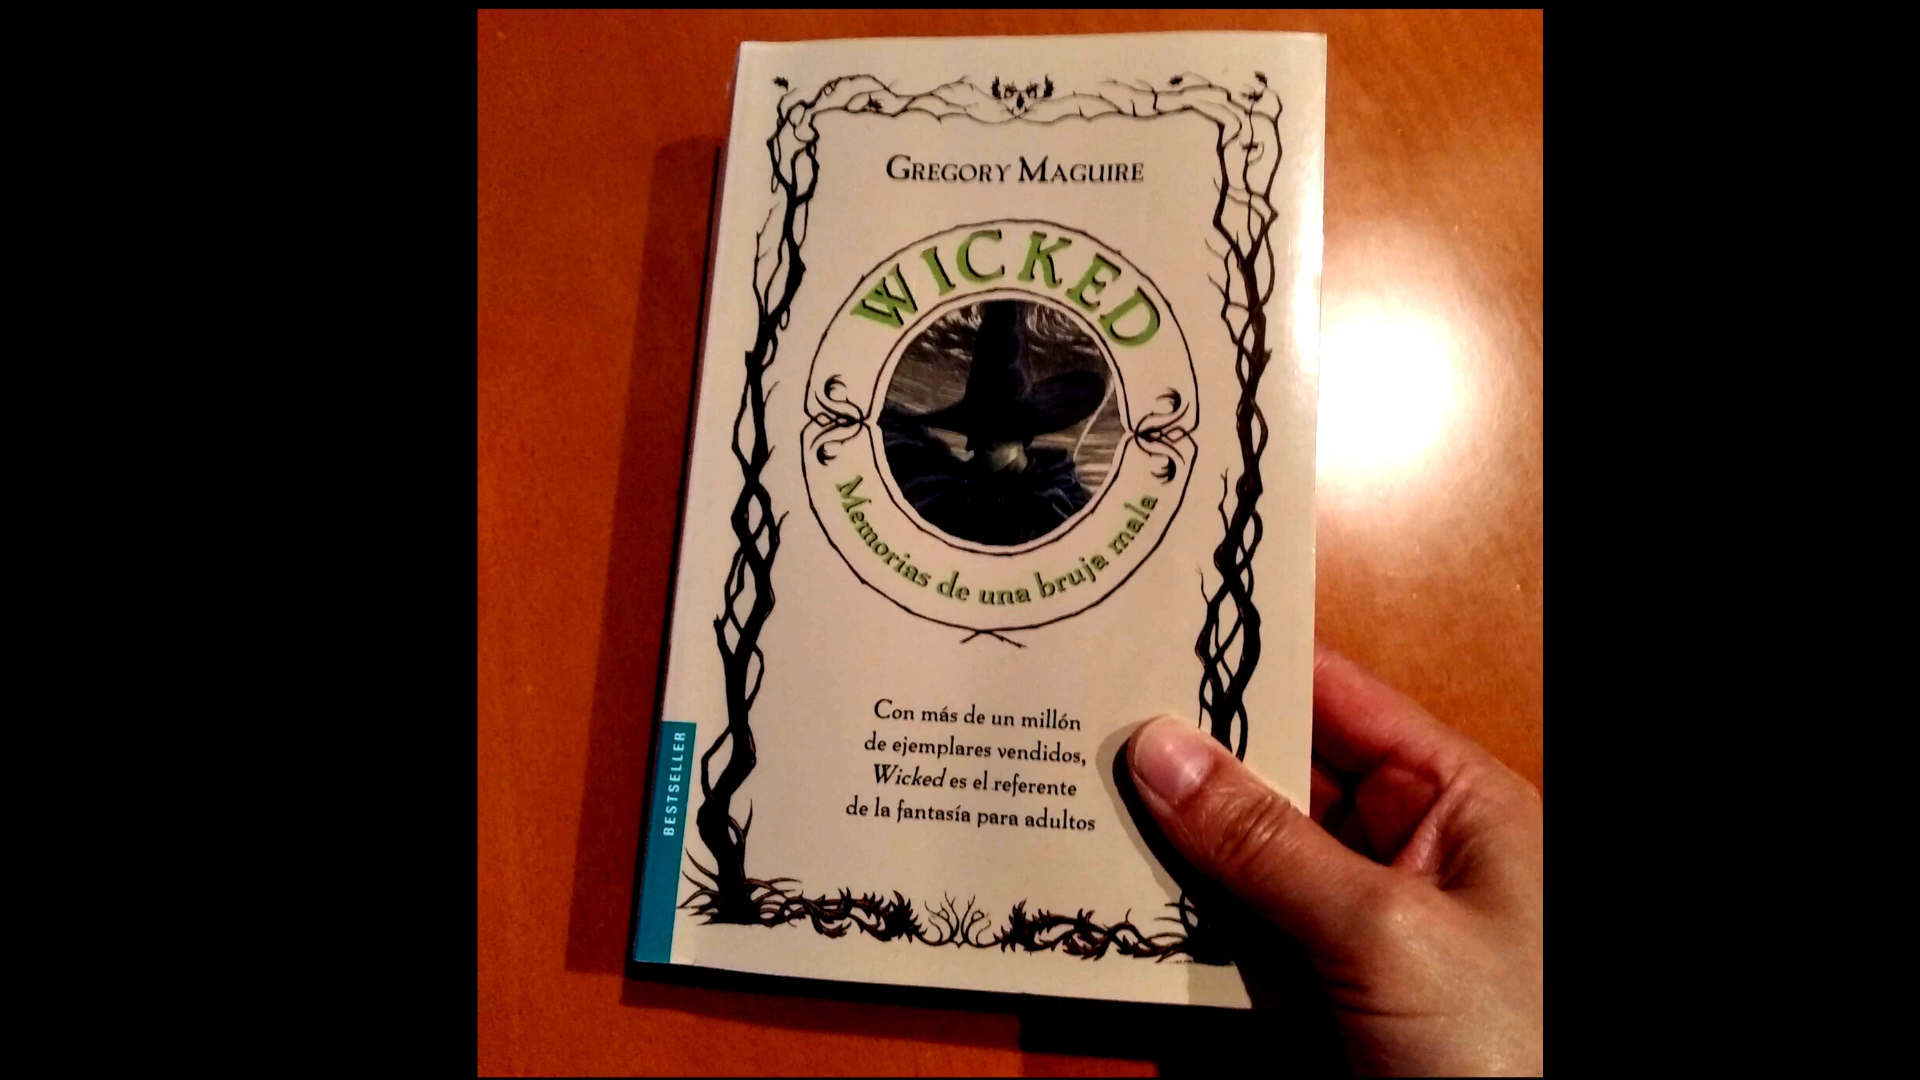 GREGORY MAGUIRE
WICKED
Memorias de una bruja mala
Con más de un millón
de ejemplares vendidos,
Wicked es el referente
de la fantasía para adultos
BESTSELLER